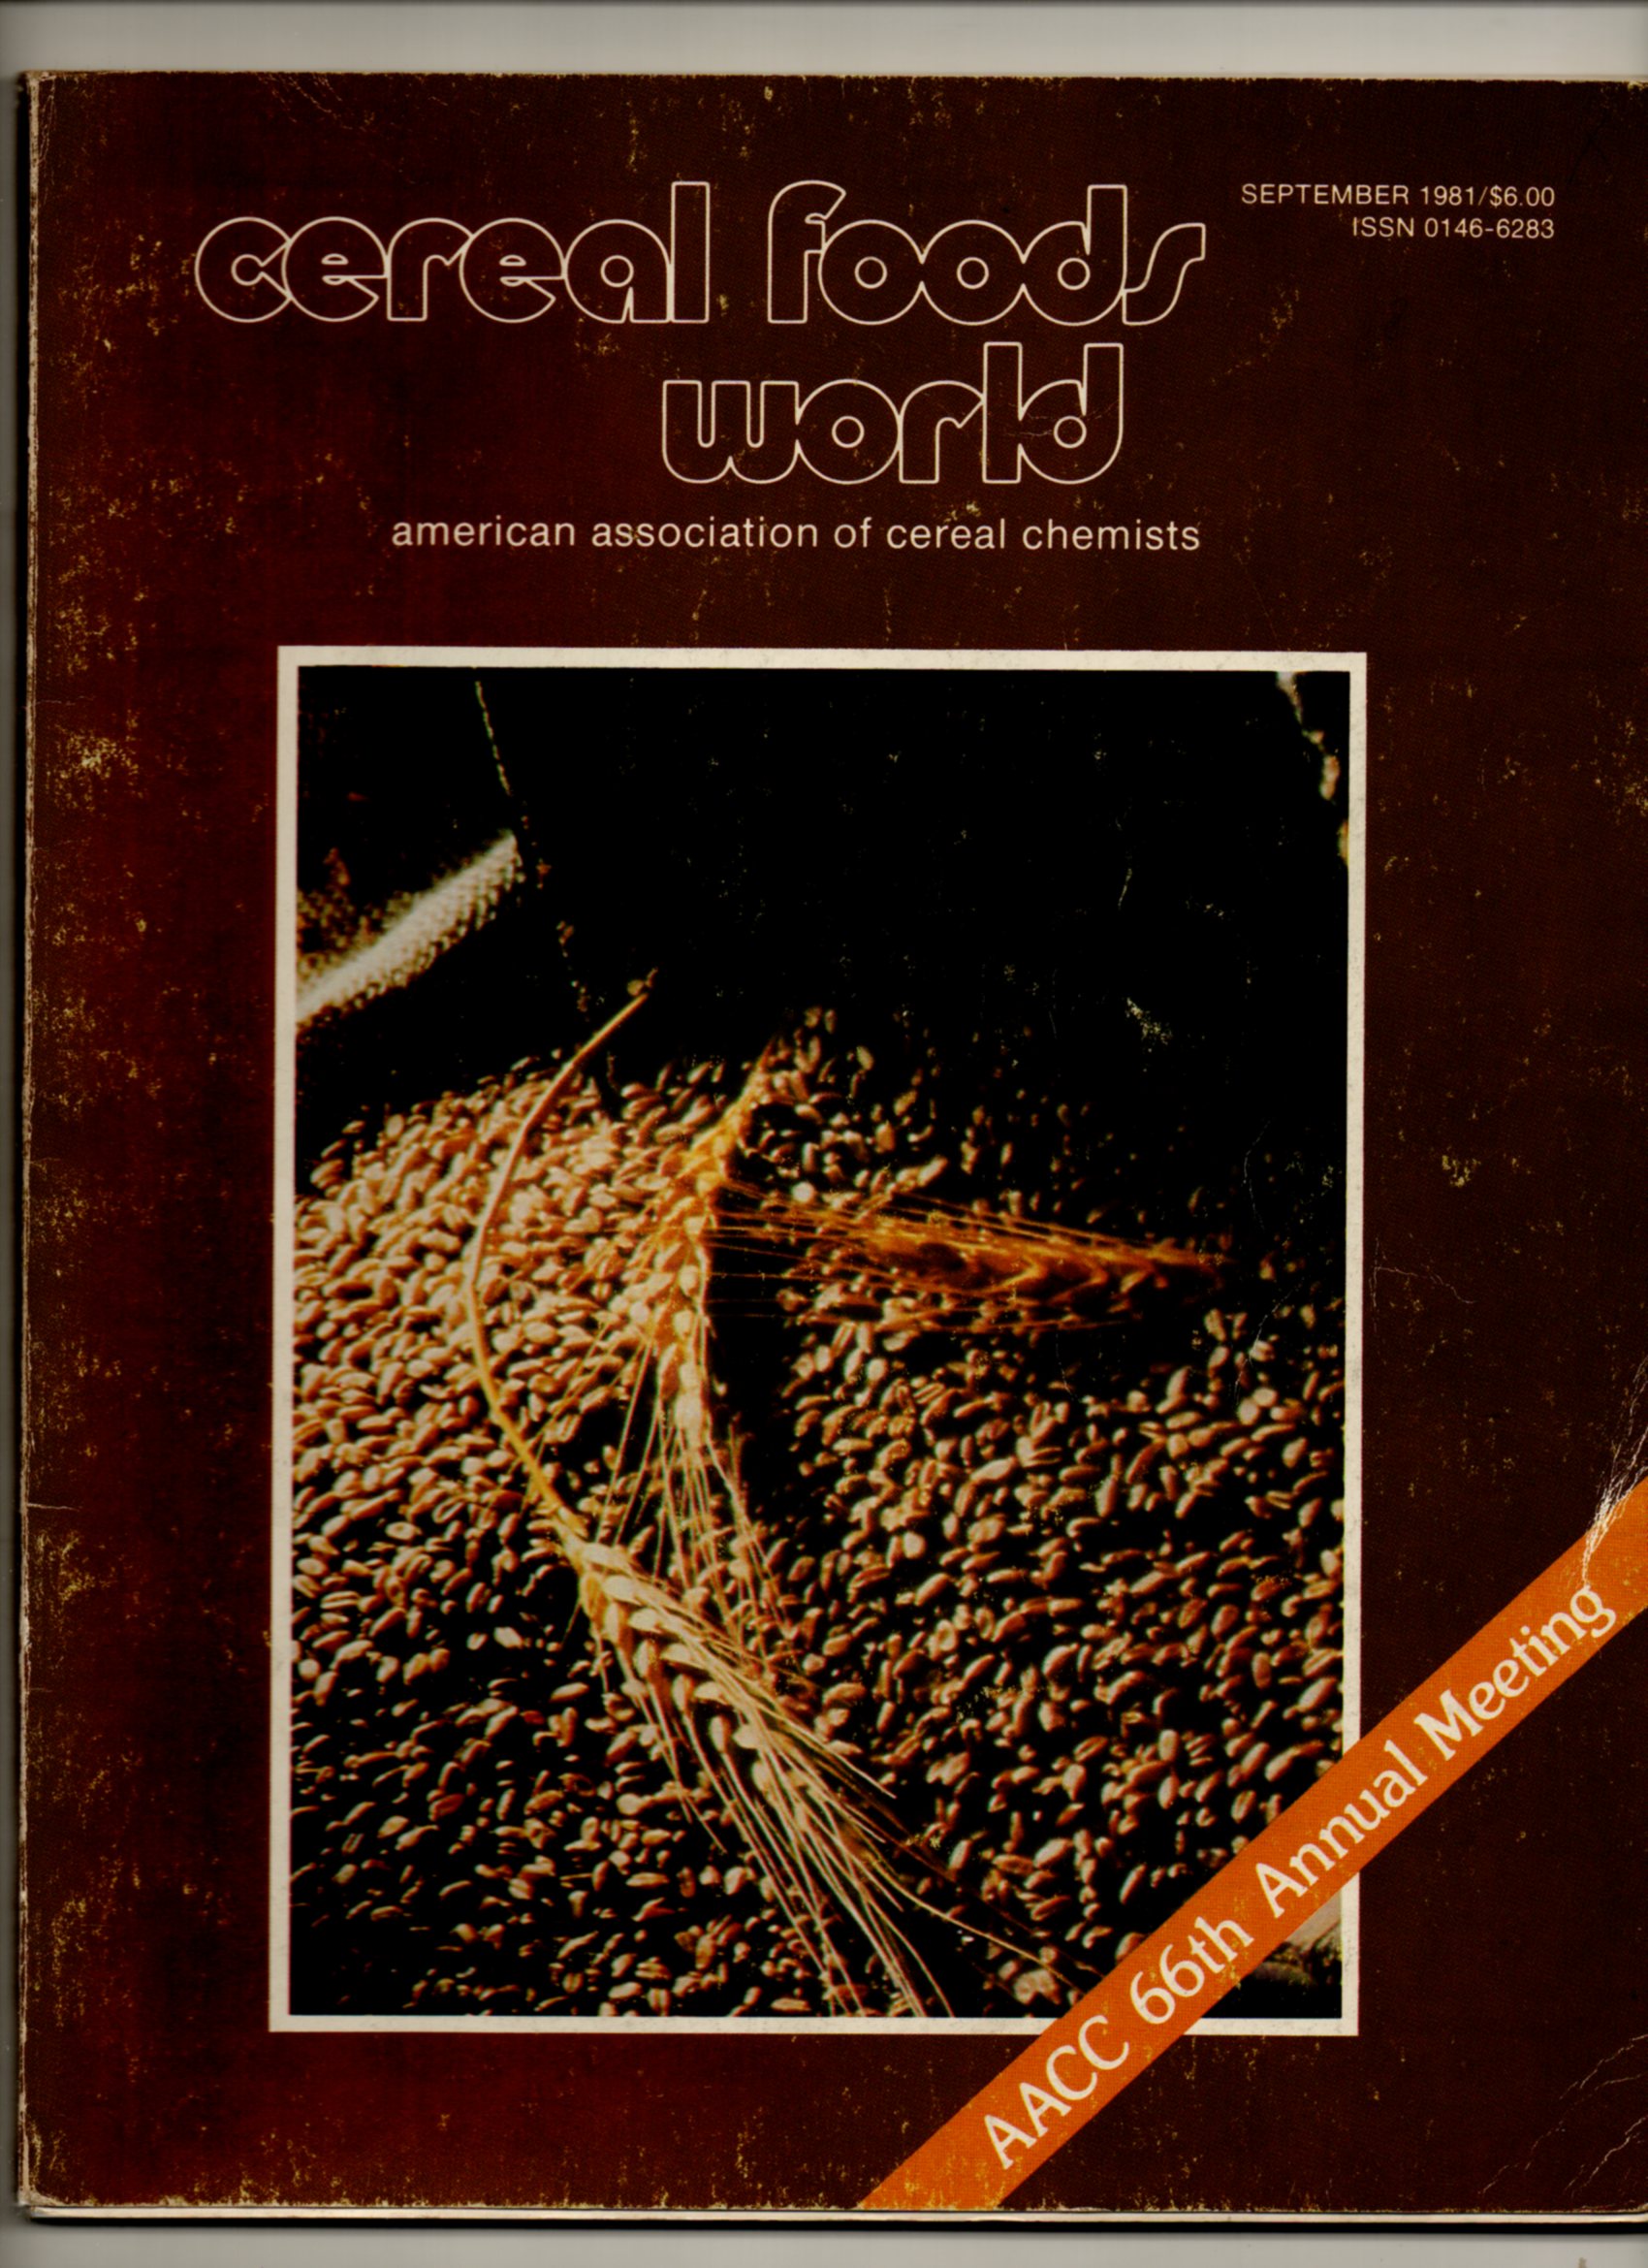 cereal foods
world
SEPTEMBER 1981/$6.00
ISSN 0146-6283
american association of cereal chemists
AACC 66th Annual Meeting